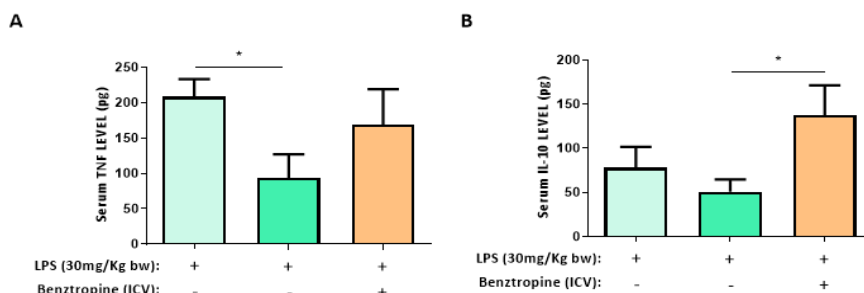 A
B
*
Serum TNF LEVEL (pg)
250
200
150
100
50
0
LPS (30mg/Kg bw): + + +
Benztropine (ICV): - - +
*
Serum IL-10 LEVEL (pg)
200
150
100
50
0
LPS (30mg/Kg bw): + + +
Benztropine (ICV): - - +